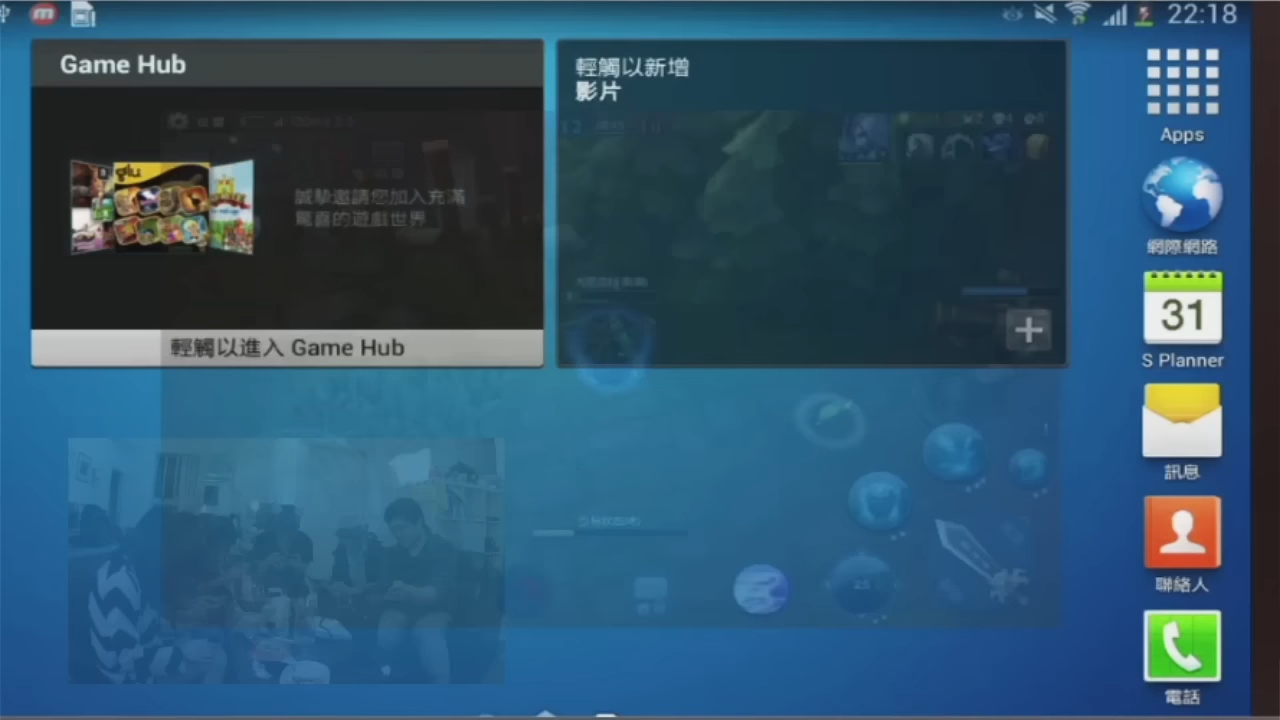 22:18
Game Hub
glu
誠摯邀請您加入充滿
驚喜的遊戲世界
輕觸以進入 Game Hub
輕觸以新增
影片
Apps
網際網路
31
S Planner
訊息
聯絡人
電話